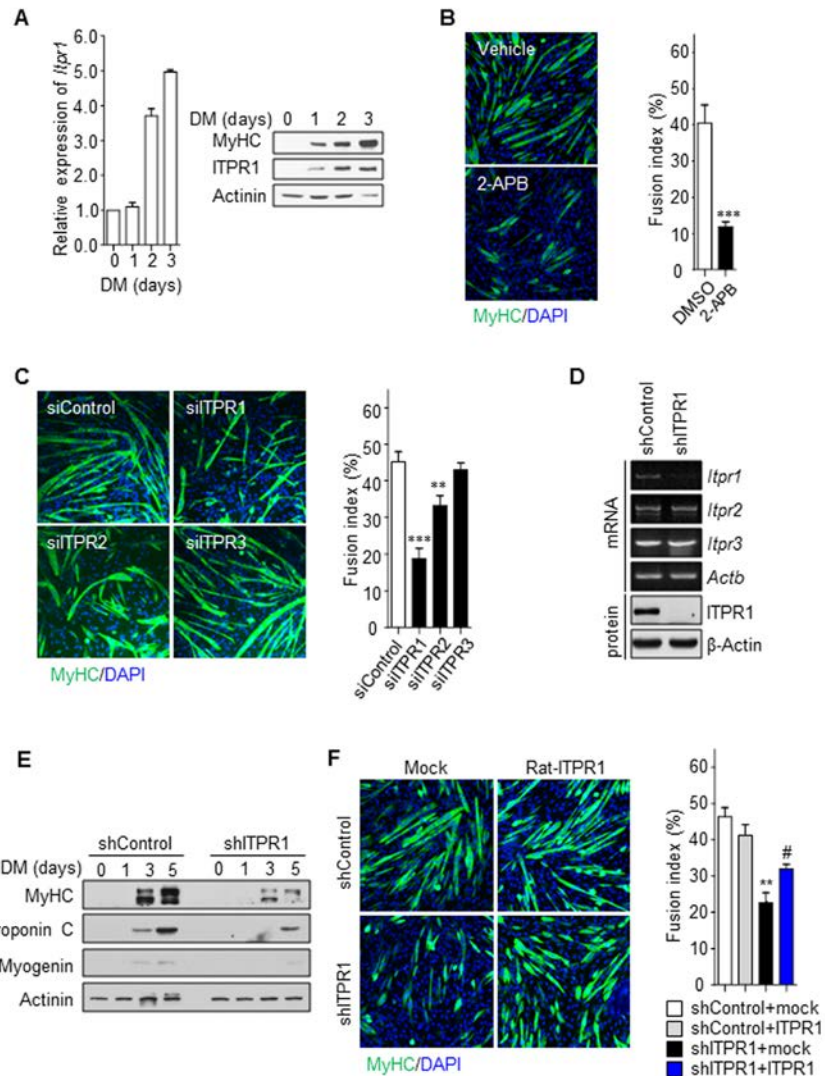 A
Relative expression of Itpr1
6.0
5.0
4.0
3.0
2.0
1.0
0.0
0 1 2 3
DM (days)
DM (days) 0 1 2 3
MyHC
ITPR1
Actinin
B
Vehicle
2-APB
MyHC/DAPI
Fusion index (%)
60
50
40
30
20
10
0
***
DMSO
2-APB
C
siControl
siITPR1
siITPR2
siITPR3
MyHC/DAPI
Fusion index (%)
60
50
40
30
20
10
0
***
**
siControl
siITPR1
siITPR2
siITPR3
D
shControl
shITPR1
mRNA
Itpr1
Itpr2
Itpr3
Actb
protein
ITPR1
β-Actin
E
shControl shITPR1
DM (days) 0 1 3 5 0 1 3 5
MyHC
roponin C
Myogenin
Actinin
F
Mock Rat-ITPR1
shControl
shITPR1
MyHC/DAPI
Fusion index (%)
60
50
40
30
20
10
0
**
#
shControl+mock
shControl+ITPR1
shITPR1+mock
shITPR1+ITPR1